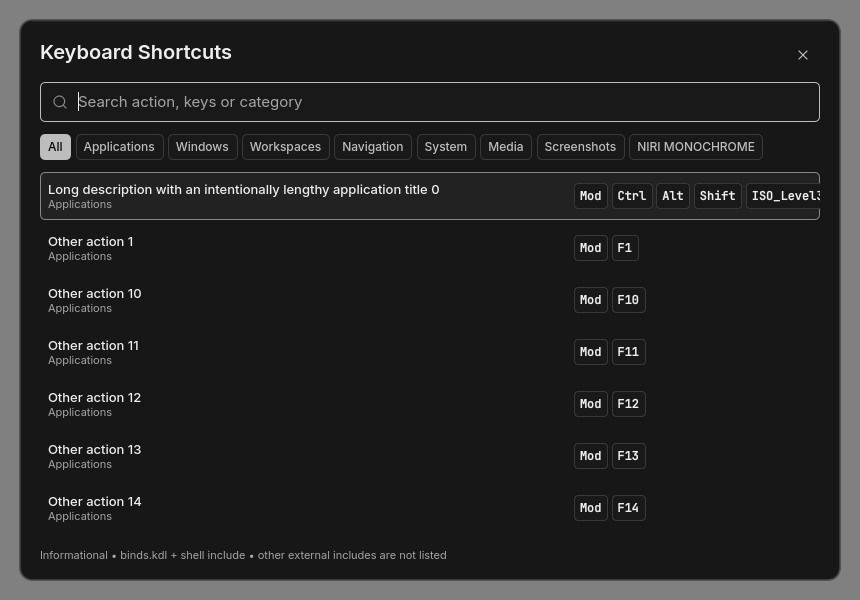 Keyboard Shortcuts
Search action, keys or category
All Applications Windows Workspaces Navigation System Media Screenshots NIRI MONOCHROME
Long description with an intentionally lengthy application title 0 Mod Ctrl Alt Shift ISO_Level3
Applications
Other action 1 Mod F1
Applications
Other action 10 Mod F10
Applications
Other action 11 Mod F11
Applications
Other action 12 Mod F12
Applications
Other action 13 Mod F13
Applications
Other action 14 Mod F14
Applications
Informational • binds.kdl + shell include • other external includes are not listed